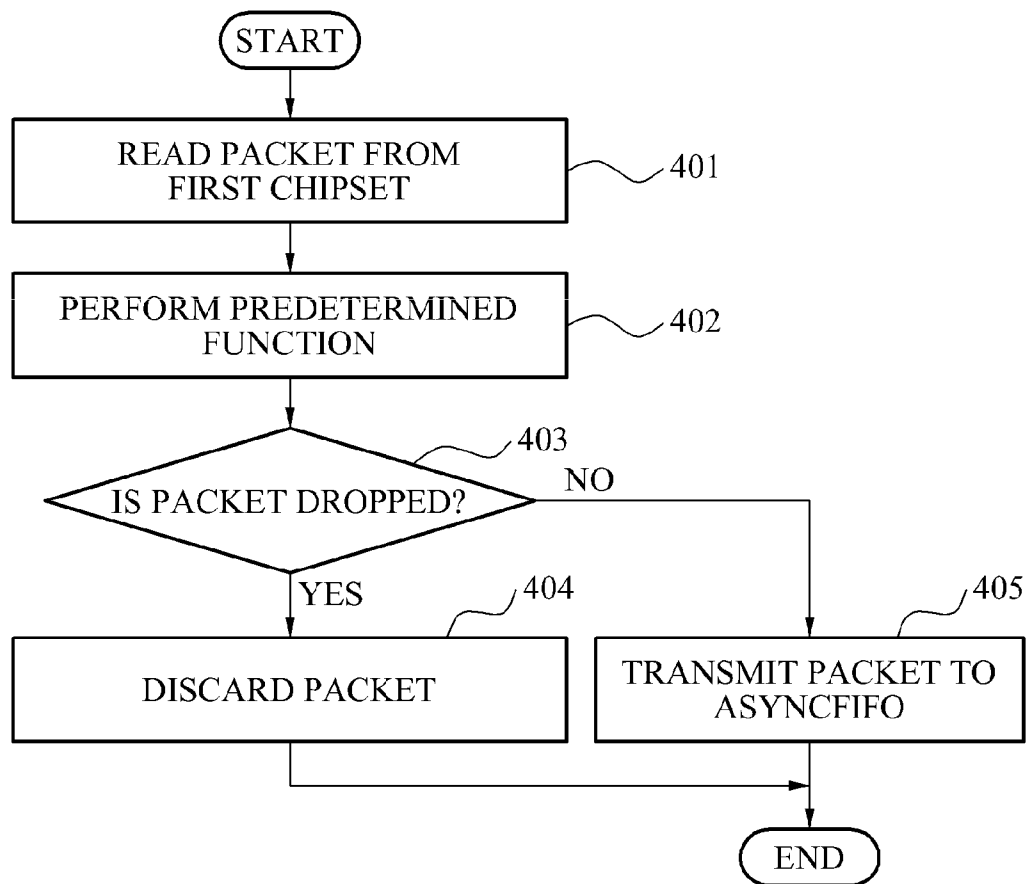 START
READ PACKET FROM
FIRST CHIPSET
401
PERFORM PREDETERMINED
FUNCTION
402
403
IS PACKET DROPPED?
NO
YES
404
405
DISCARD PACKET
TRANSMIT PACKET TO
ASYNCFIFO
END